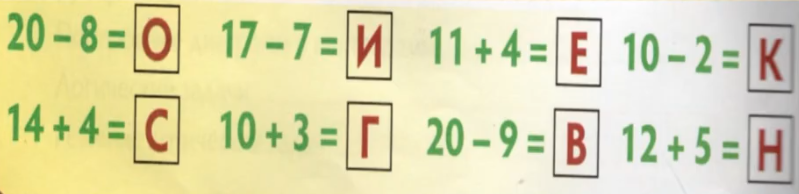 20 – 8 = О 17 – 7 = И 11 + 4 = Е 10 – 2 = К
14 + 4 = С 10 + 3 = Г 20 – 9 = В 12 + 5 = Н